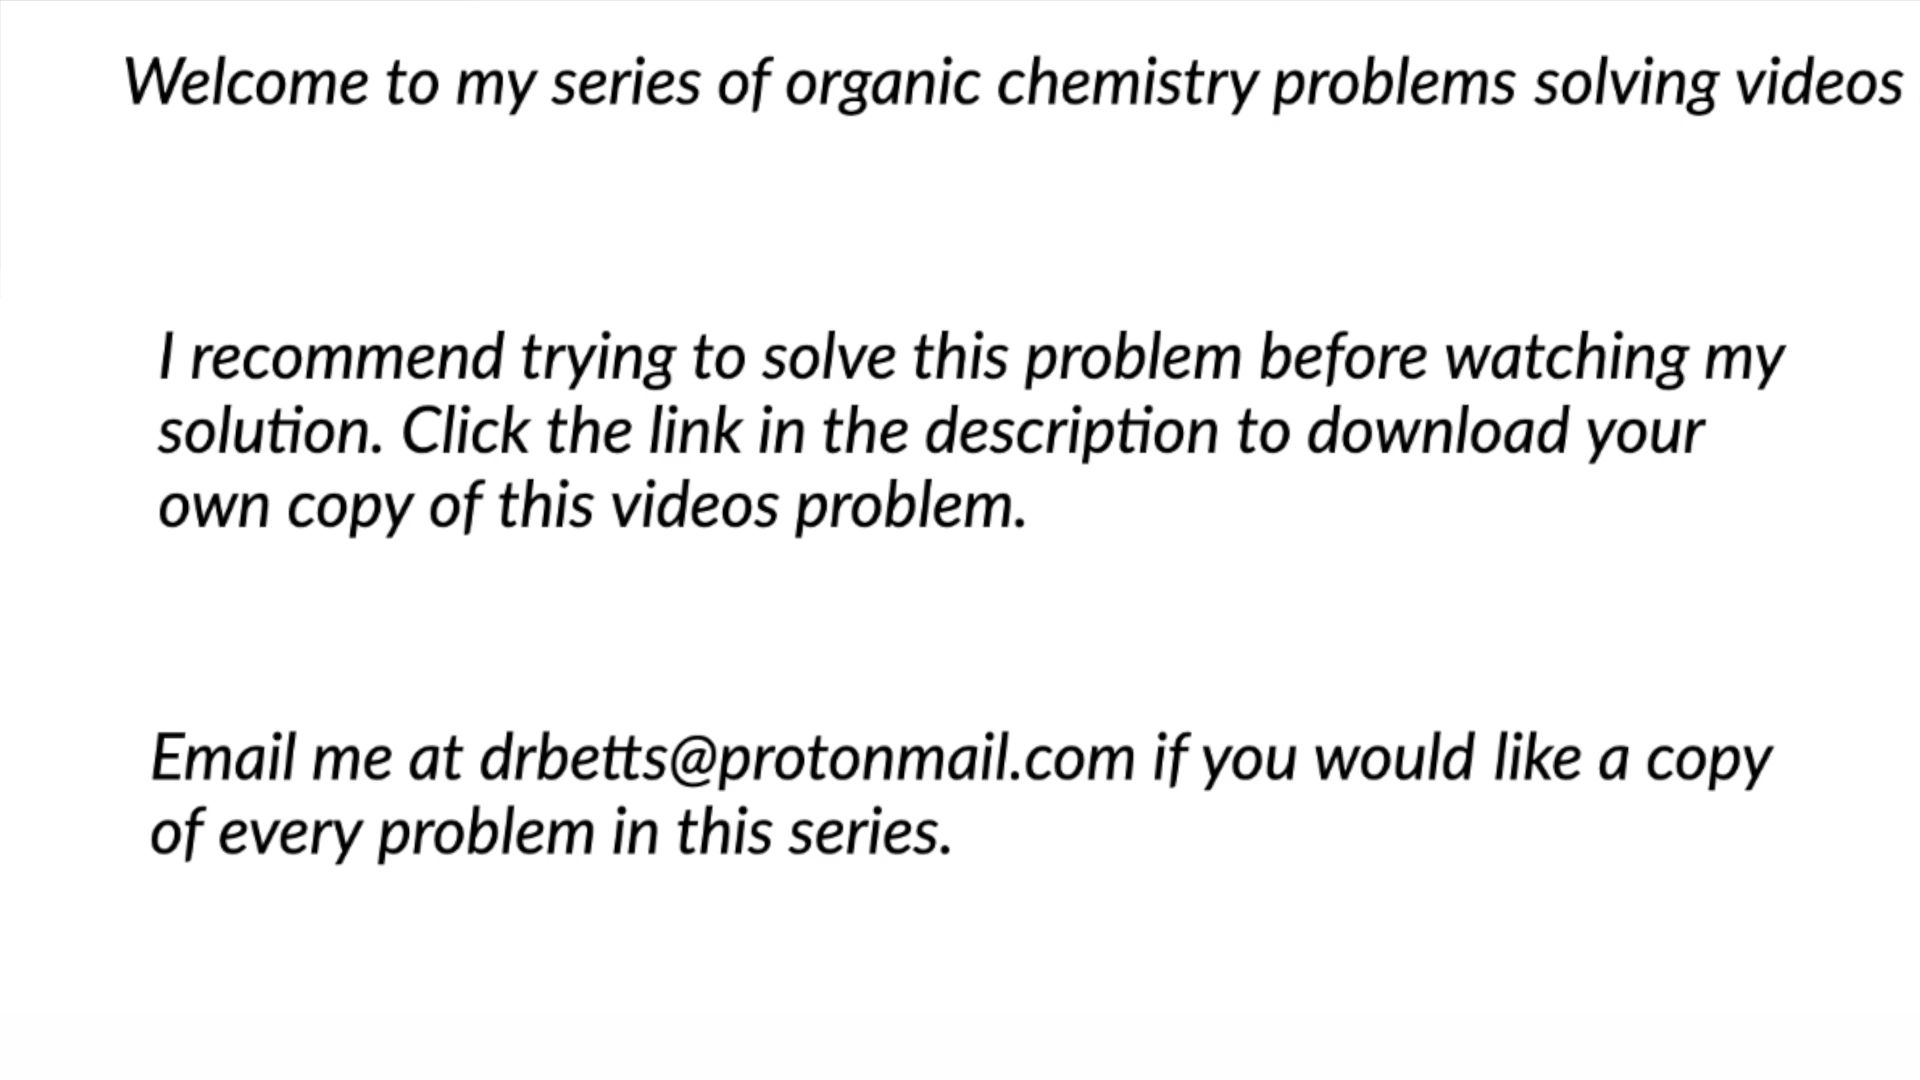 Welcome to my series of organic chemistry problems solving videos
I recommend trying to solve this problem before watching my
solution. Click the link in the description to download your
own copy of this videos problem.
Email me at drbetts@protonmail.com if you would like a copy
of every problem in this series.